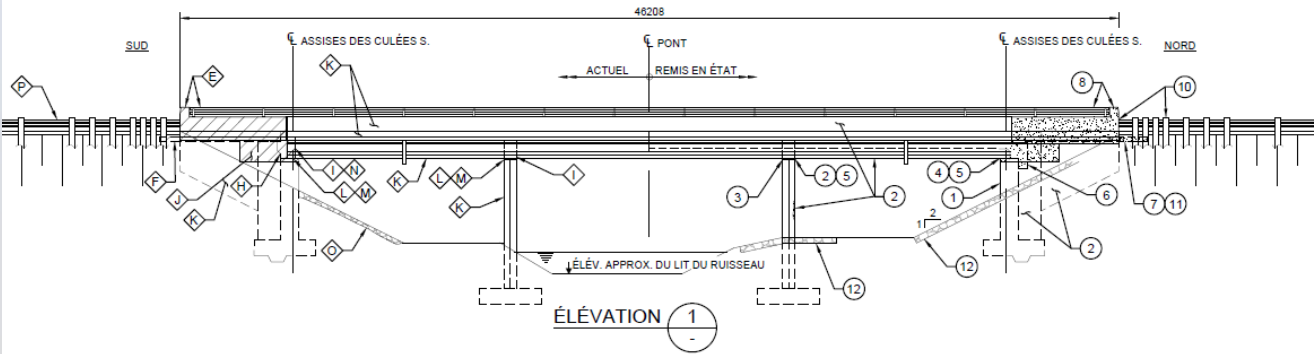 46208
SUD
℄ ASSISES DES CULÉES S.
℄ PONT
℄ ASSISES DES CULÉES S.
NORD
ACTUEL
REMIS EN ÉTAT
P
E
K
8
10
F
J
K
H
I N
L M
K
L M
I
K
O
3
2 5
2
4 5
1
6
7 11
2
1
2
12
12
ÉLÉV. APPROX. DU LIT DU RUISSEAU
ÉLÉVATION
1
-